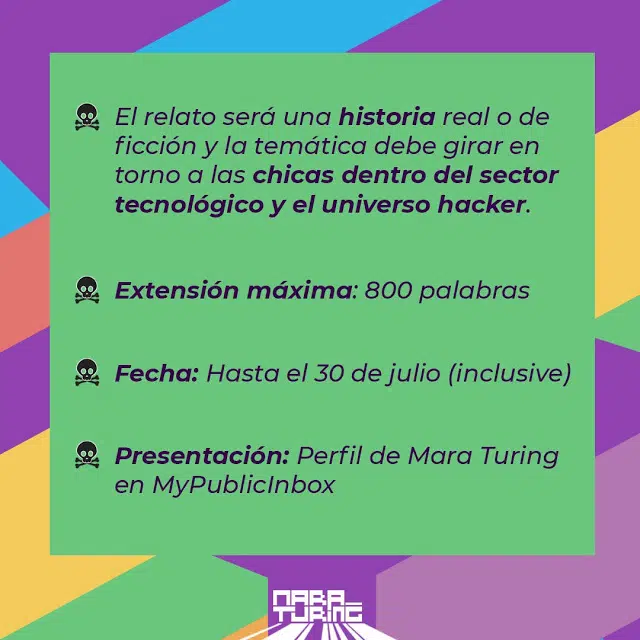 El relato será una historia real o de
ficción y la temática debe girar en
torno a las chicas dentro del sector
tecnológico y el universo hacker.
Extensión máxima: 800 palabras
Fecha: Hasta el 30 de julio (inclusive)
Presentación: Perfil de Mara Turing
en MyPublicInbox
MARA
TURING